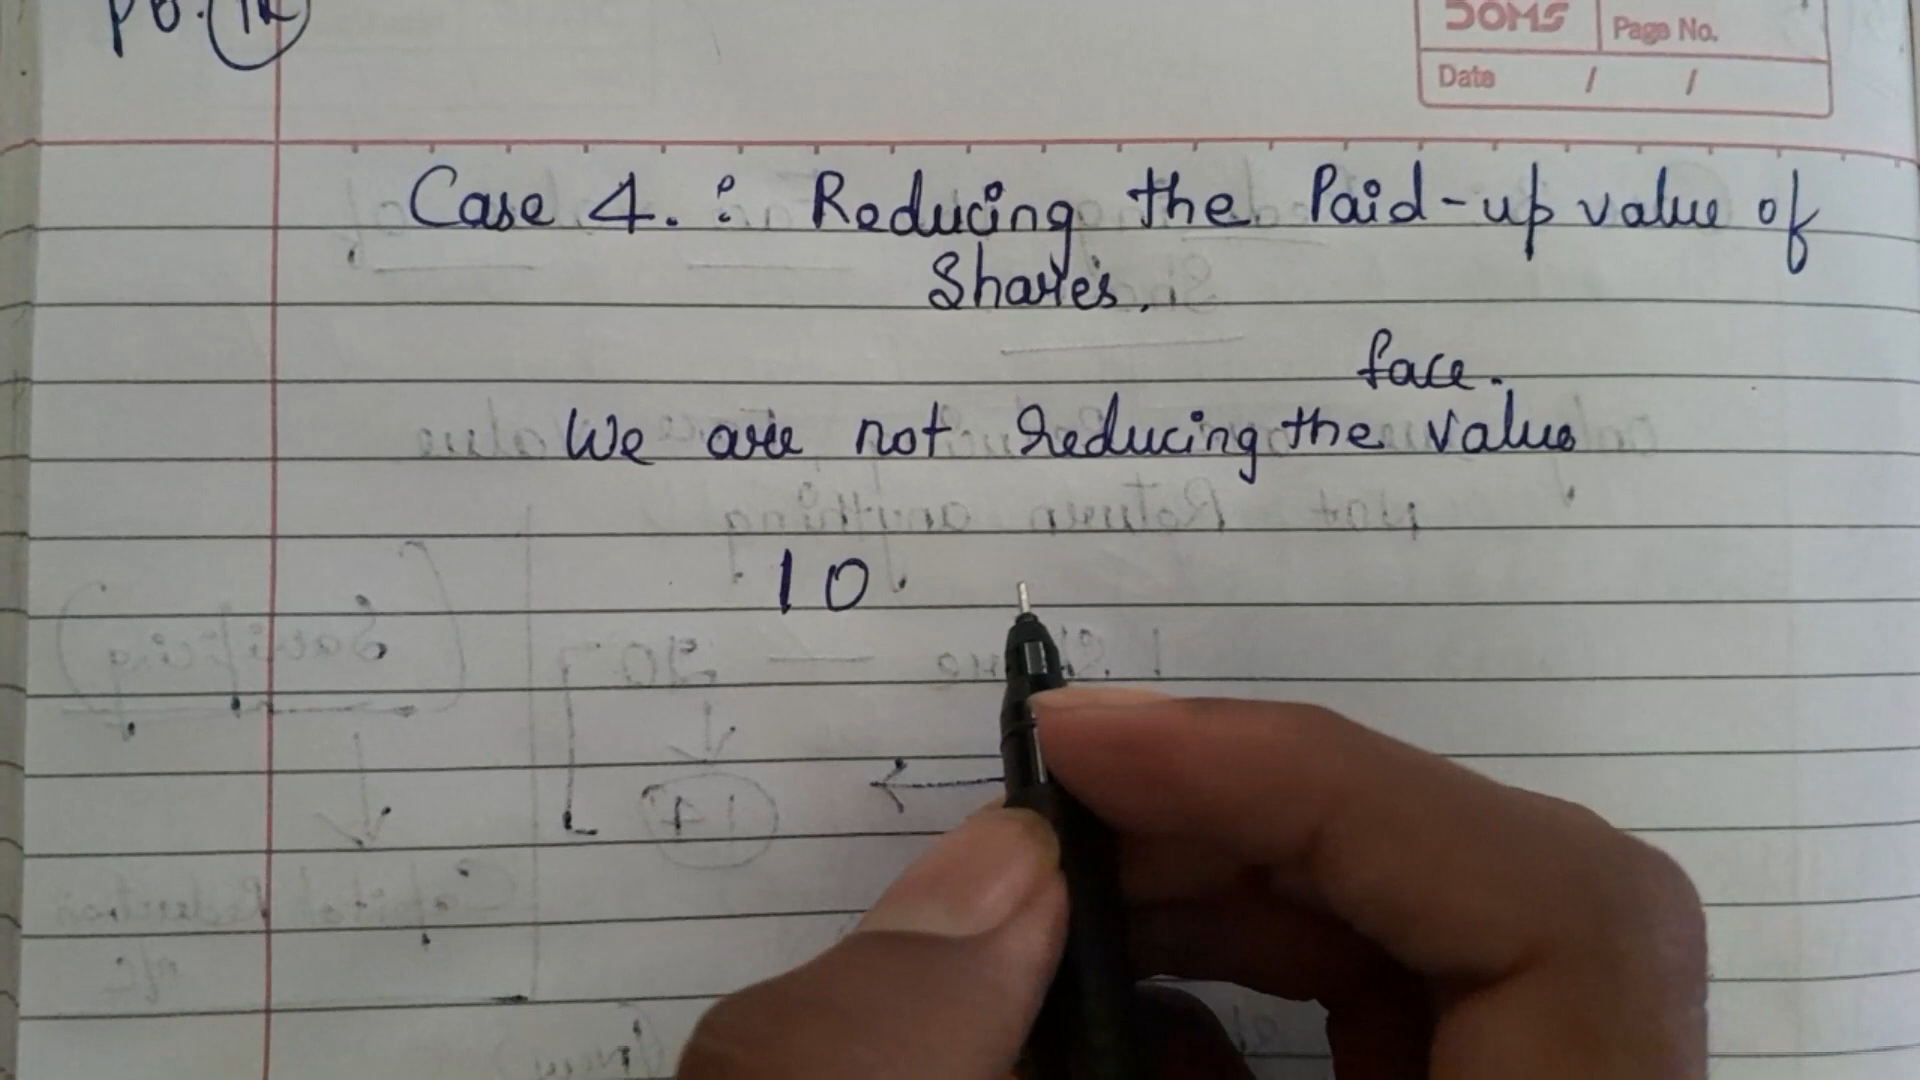 DOMS
Page No.
Date / /
Case 4. : Reducing the Paid-up value of
Shares.
face.
We are not reducing the value
10